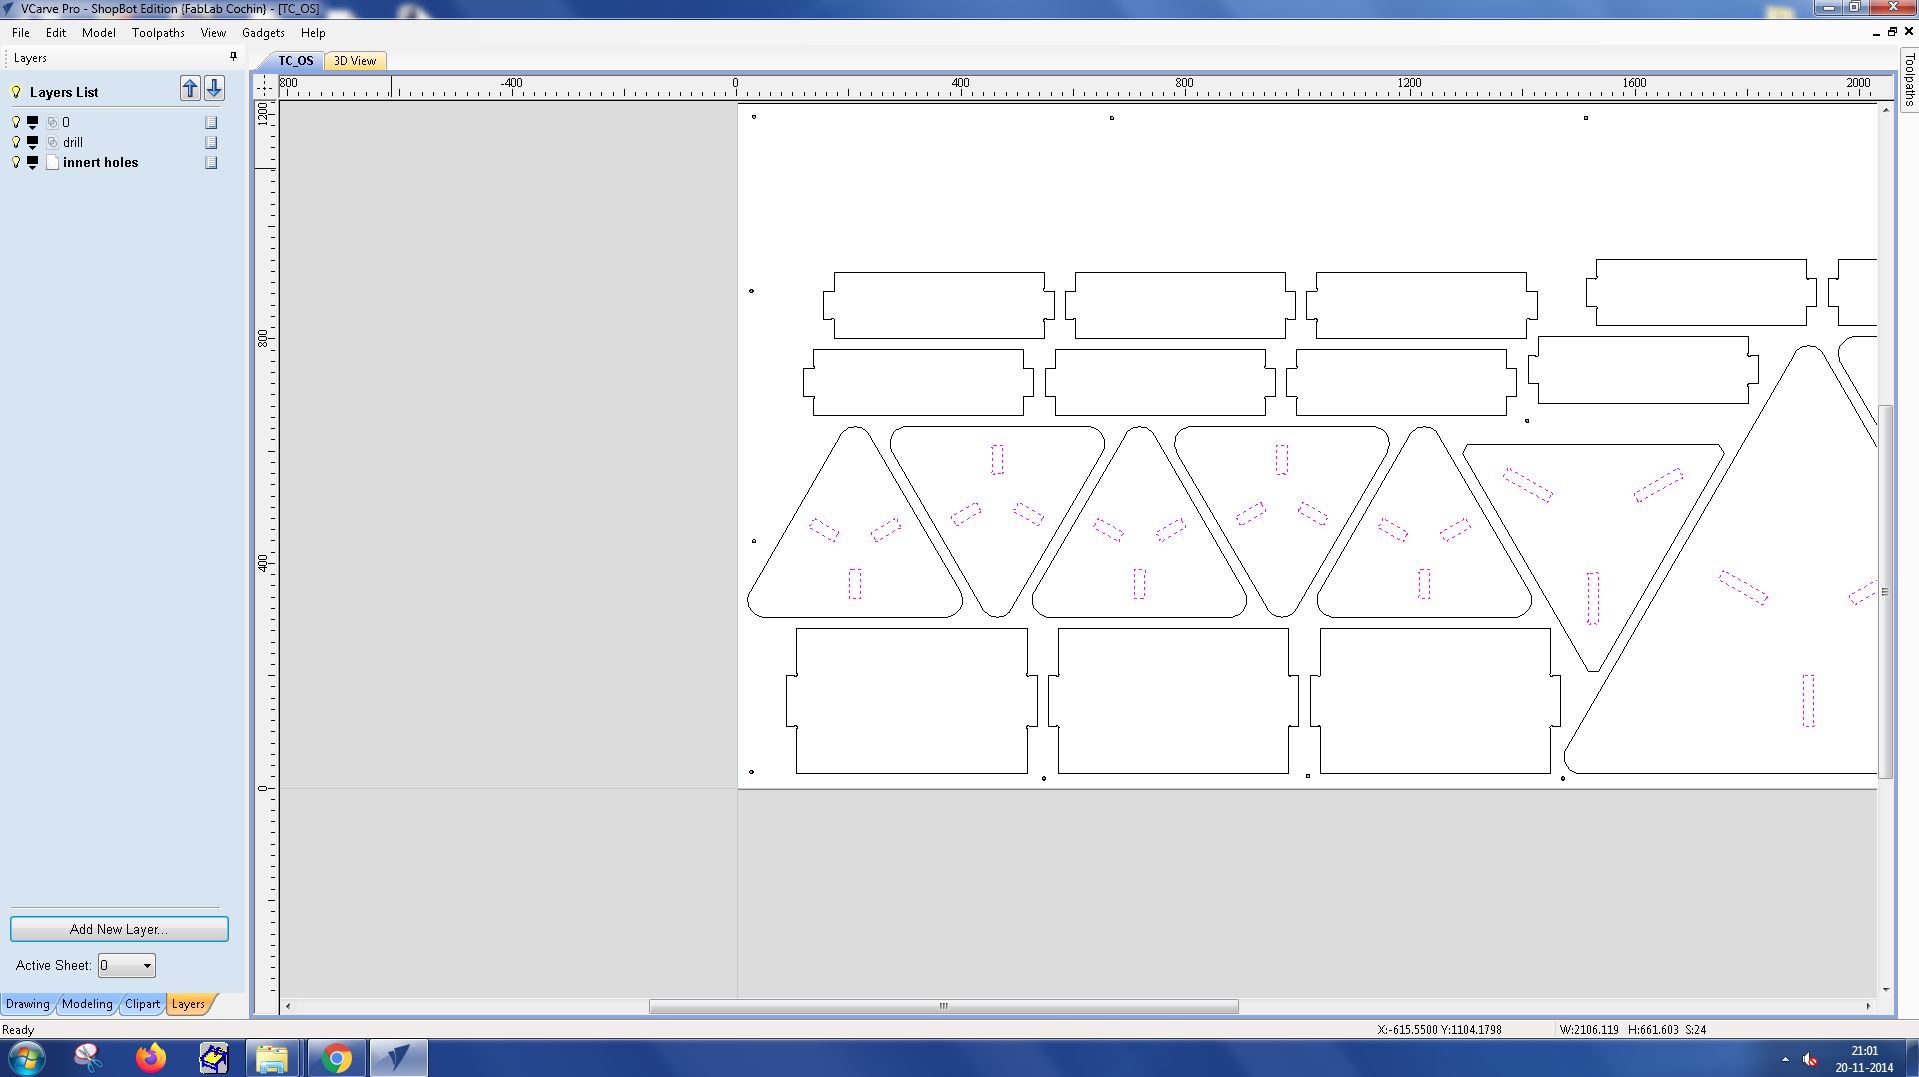 VCarve Pro - ShopBot Edition {FabLab Cochin} - [TC_OS]
File Edit Model Toolpaths View Gadgets Help
Layers
TC_OS 3D View
Toolpaths
800 -400 0 400 800 1200 1600 2000
Layers List
0
drill
innert holes
1200
800
400
0
Add New Layer...
Active Sheet: 0
Drawing Modeling Clipart Layers
Ready
X:-615.5500 Y:1104.1798
W:2106.119 H:661.603 S:24
21:01
20-11-2014